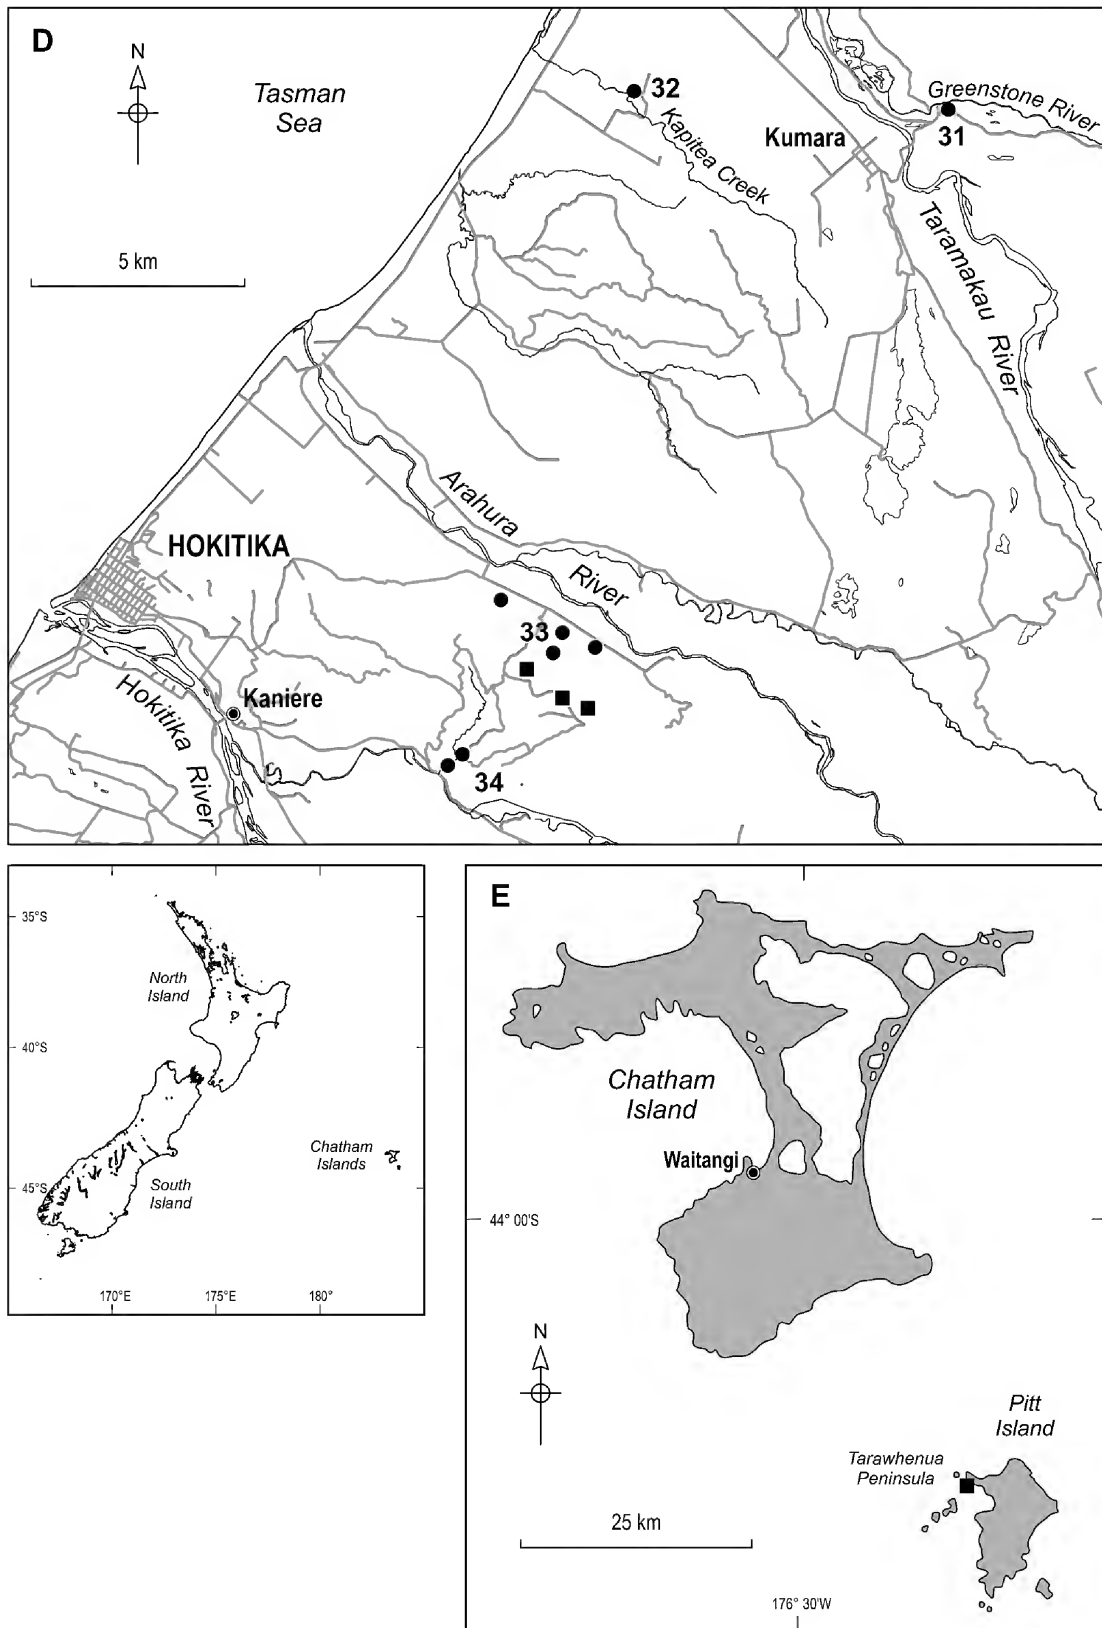 D
N
Tasman
Sea
5 km
32
Kapitea Creek
Kumara
Greenstone River
31
Taramakau River
Arahura
River
HOKITIKA
33
Kaniere
Hokitika River
34
35°S
North
Island
40°S
Chatham
Islands
45°S
South
Island
170°E
175°E
180°
E
Chatham
Island
Waitangi
44° 00'S
N
Pitt
Island
Tarawhenua
Peninsula
25 km
176° 30'W